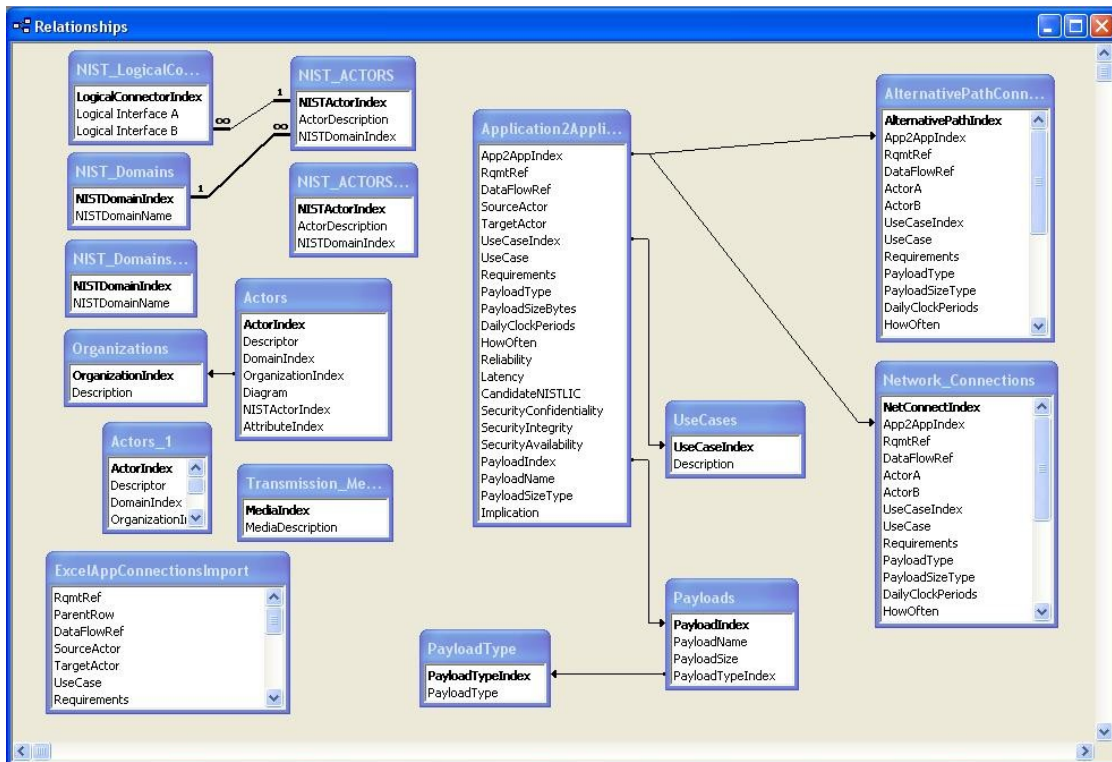 Relationships
NIST_LogicalCo...
LogicalConnectorIndex
Logical Interface A
Logical Interface B
1
∞
∞
1
NIST_ACTORS
NISTActorIndex
ActorDescription
NISTDomainIndex
NIST_Domains
NISTDomainIndex
NISTDomainName
NIST_ACTORS...
NISTActorIndex
ActorDescription
NISTDomainIndex
NIST_Domains...
NISTDomainIndex
NISTDomainName
Actors
ActorIndex
Descriptor
DomainIndex
OrganizationIndex
Diagram
NISTActorIndex
AttributeIndex
Organizations
OrganizationIndex
Description
Actors_1
ActorIndex
Descriptor
DomainIndex
OrganizationI
Transmission_Me...
MediaIndex
MediaDescription
ExcelAppConnectionsImport
RqmtRef
ParentRow
DataFlowRef
SourceActor
TargetActor
UseCase
Requirements
Application2Appli...
App2AppIndex
RqmtRef
DataFlowRef
SourceActor
TargetActor
UseCaseIndex
UseCase
Requirements
PayloadType
PayloadSizeBytes
DailyClockPeriods
HowOften
Reliability
Latency
CandidateNISTLIC
SecurityConfidentiality
SecurityIntegrity
SecurityAvailability
PayloadIndex
PayloadName
PayloadSizeType
Implication
PayloadType
PayloadTypeIndex
PayloadType
UseCases
UseCaseIndex
Description
Payloads
PayloadIndex
PayloadName
PayloadSize
PayloadTypeIndex
AlternativePathConn...
AlternativePathIndex
App2AppIndex
RqmtRef
DataFlowRef
ActorA
ActorB
UseCaseIndex
UseCase
Requirements
PayloadType
PayloadSizeType
DailyClockPeriods
HowOften
Network_Connections
NetConnectIndex
App2AppIndex
RqmtRef
DataFlowRef
ActorA
ActorB
UseCaseIndex
UseCase
Requirements
PayloadType
PayloadSizeType
DailyClockPeriods
HowOften